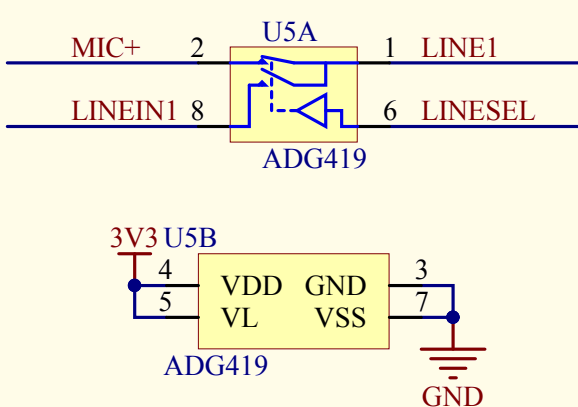 U5A
MIC+ 2 1 LINE1
LINEIN1 8 6 LINESEL
ADG419
3V3 U5B
4 VDD GND 3
5 VL VSS 7
ADG419
GND